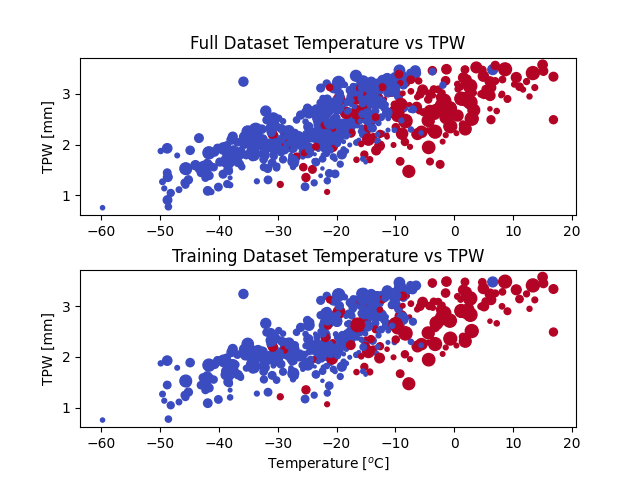 Full Dataset Temperature vs TPW
TPW [mm]
3
2
1
−60 −50 −40 −30 −20 −10 0 10 20
Training Dataset Temperature vs TPW
TPW [mm]
3
2
1
−60 −50 −40 −30 −20 −10 0 10 20
Temperature [°C]